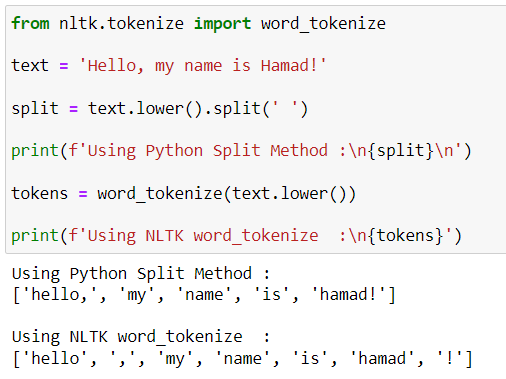 from nltk.tokenize import word_tokenize
text = 'Hello, my name is Hamad!'
split = text.lower().split(' ')
print(f'Using Python Split Method :\n{split}\n')
tokens = word_tokenize(text.lower())
print(f'Using NLTK word_tokenize  :\n{tokens}')
Using Python Split Method :
['hello,', 'my', 'name', 'is', 'hamad!']
Using NLTK word_tokenize  :
['hello', ',', 'my', 'name', 'is', 'hamad', '!']